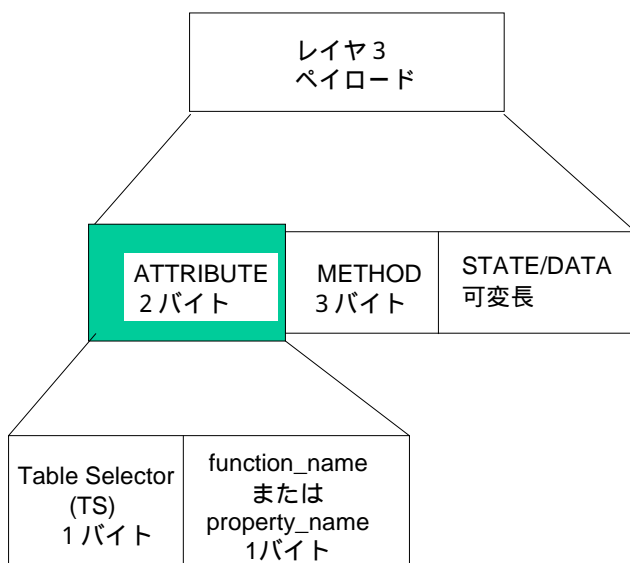 レイヤ 3
ペイロード
ATTRIBUTE
2 バイト
METHOD
3 バイト
STATE/DATA
可変長
Table Selector
(TS)
1 バイト
function_name
または
property_name
1バイト